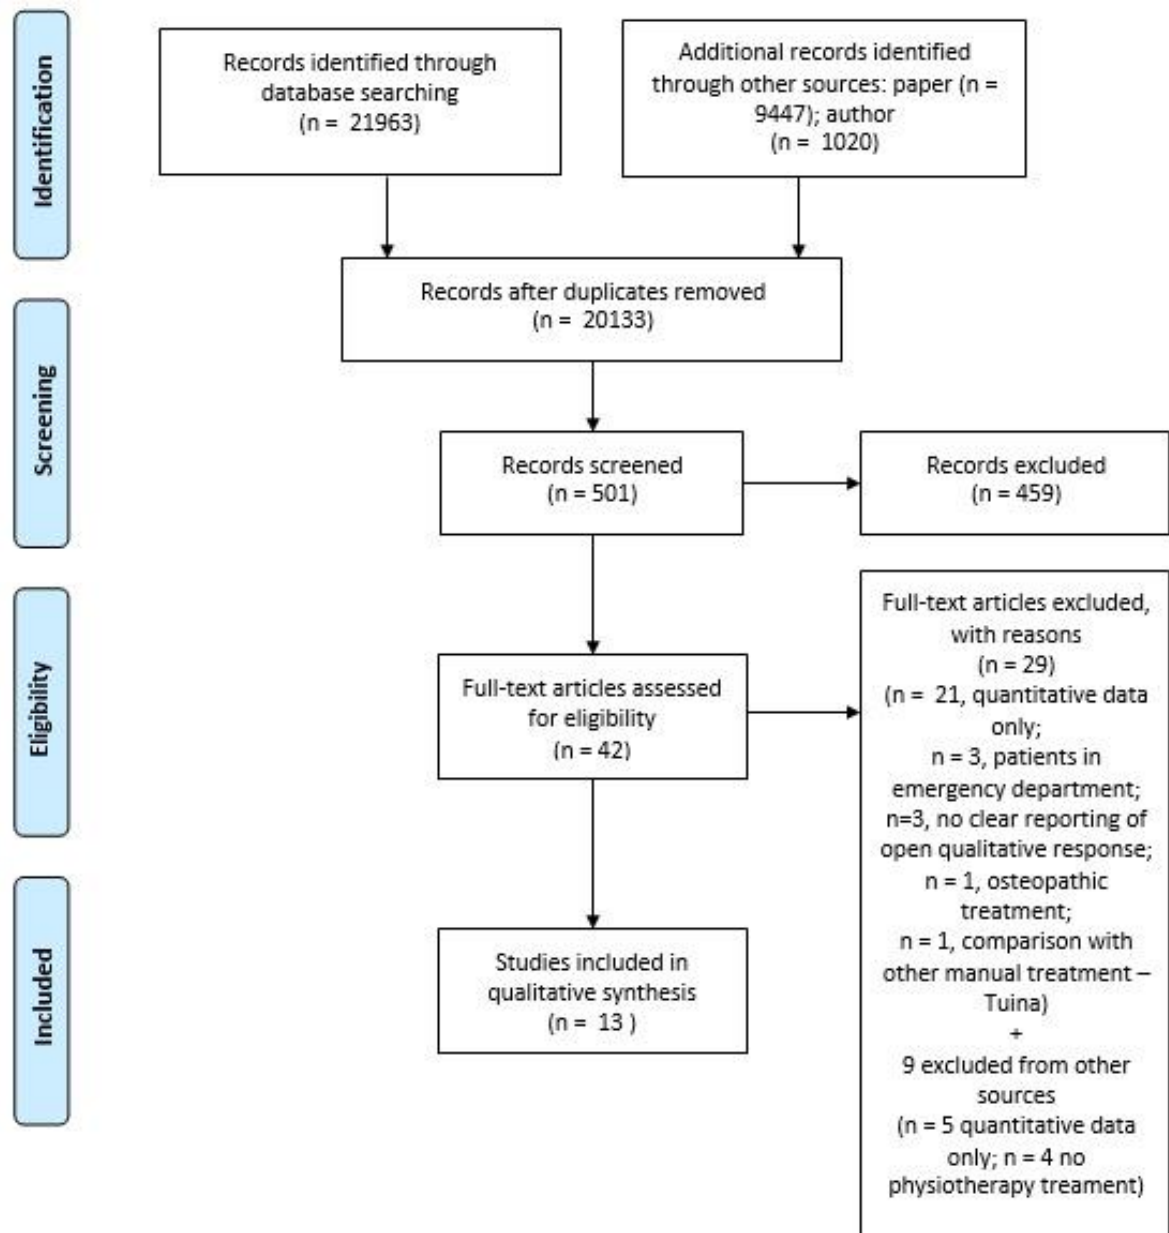 Identification
Records identified through
database searching
(n = 21963)
Additional records identified
through other sources: paper (n =
9447); author
(n = 1020)
Records after duplicates removed
(n = 20133)
Screening
Records screened
(n = 501)
Records excluded
(n = 459)
Eligibility
Full-text articles assessed
for eligibility
(n = 42)
Full-text articles excluded,
with reasons
(n = 29)
(n = 21, quantitative data
only;
n = 3, patients in
emergency department;
n=3, no clear reporting of
open qualitative response;
n = 1, osteopathic
treatment;
n = 1, comparison with
other manual treatment –
Tuina)
+
9 excluded from other
sources
(n = 5 quantitative data
only; n = 4 no
physiotherapy treament)
Included
Studies included in
qualitative synthesis
(n = 13 )